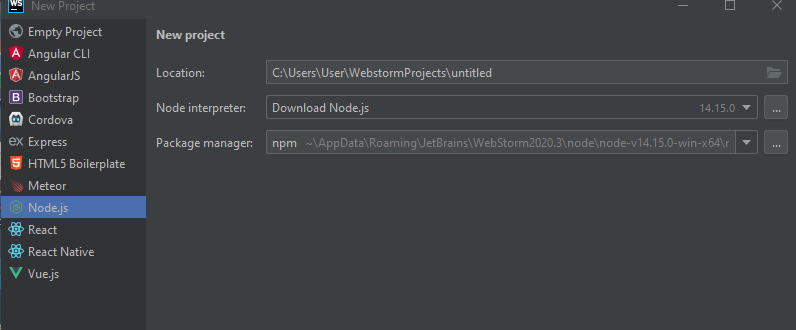 WS New Project
Empty Project
Angular CLI
AngularJS
Bootstrap
Cordova
ex Express
HTML5 Boilerplate
Meteor
Node.js
React
React Native
Vue.js
New project
Location: C:\Users\User\WebstormProjects\untitled
Node interpreter: Download Node.js 14.15.0 ...
Package manager: npm ~\AppData\Roaming\JetBrains\WebStorm2020.3\node\node-v14.15.0-win-x64\r ...